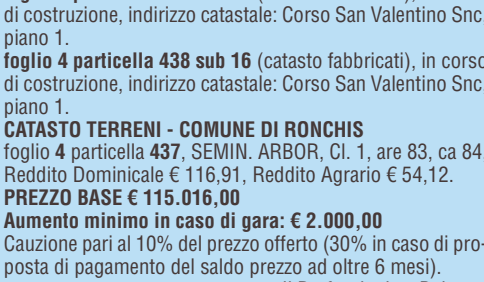 di costruzione, indirizzo catastale: Corso San Valentino Snc
piano 1.
foglio 4 particella 438 sub 16 (catasto fabbricati), in corso
di costruzione, indirizzo catastale: Corso San Valentino Snc
piano 1.
CATASTO TERRENI - COMUNE DI RONCHIS
foglio 4 particella 437, SEMIN. ARBOR, Cl. 1, are 83, ca 84
Reddito Dominicale € 116,91, Reddito Agrario € 54,12.
PREZZO BASE € 115.016,00
Aumento minimo in caso di gara: € 2.000,00
Cauzione pari al 10% del prezzo offerto (30% in caso di pro-
posta di pagamento del saldo prezzo ad oltre 6 mesi).